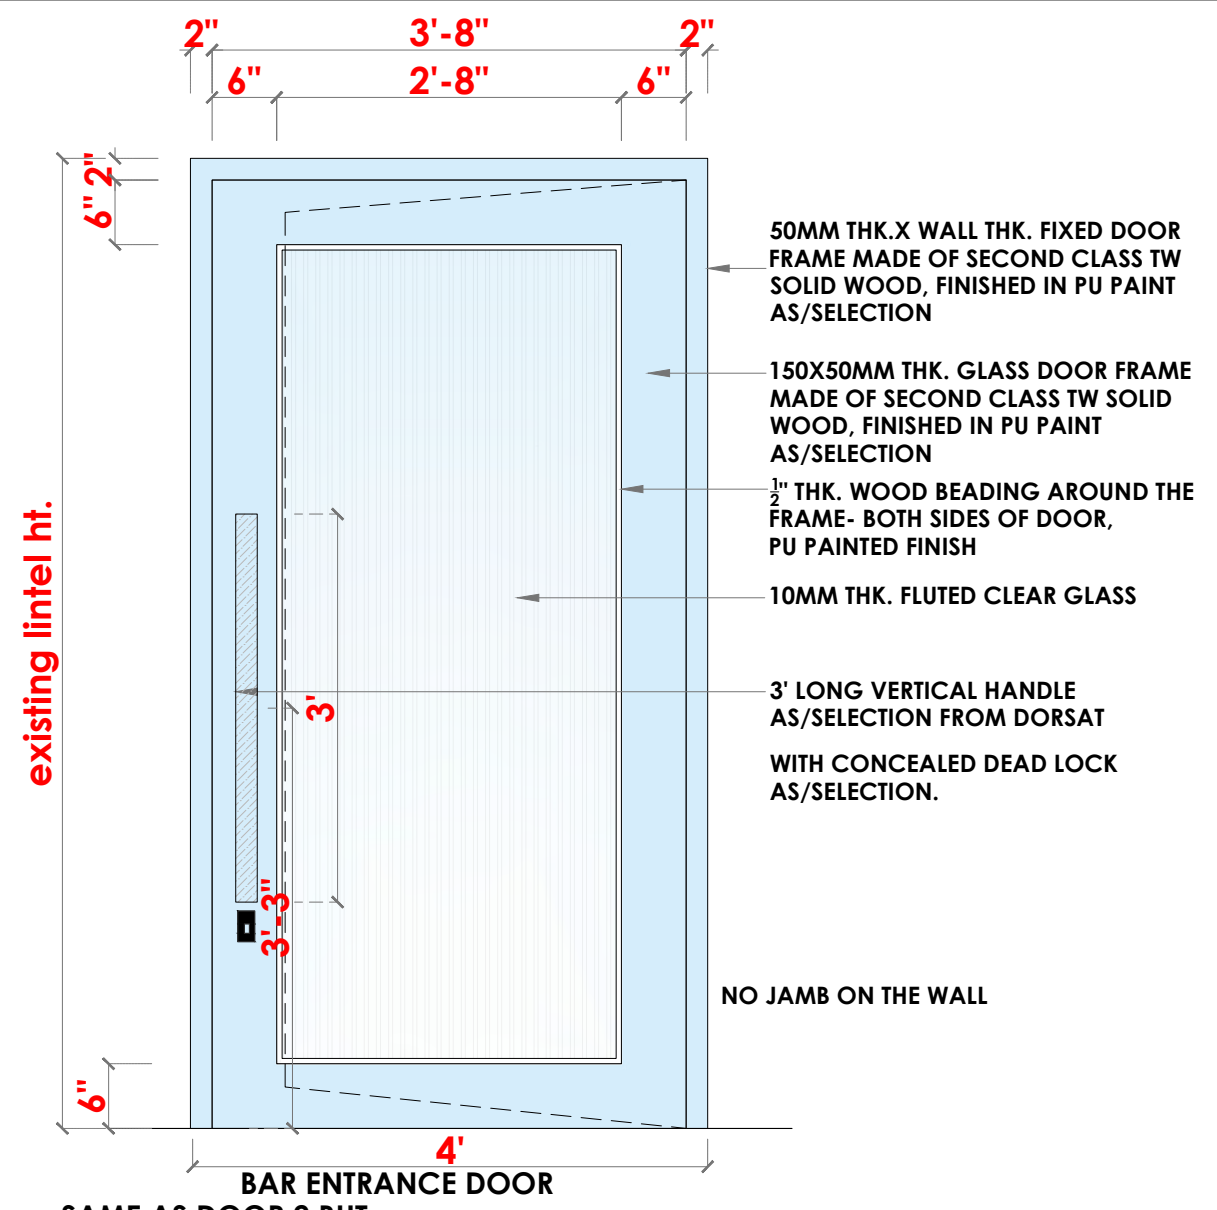 2" 3'-8" 2"
6" 2'-8" 6"
2"
6"
50MM THK.X WALL THK. FIXED DOOR
FRAME MADE OF SECOND CLASS TW
SOLID WOOD, FINISHED IN PU PAINT
AS/SELECTION
150X50MM THK. GLASS DOOR FRAME
MADE OF SECOND CLASS TW SOLID
WOOD, FINISHED IN PU PAINT
AS/SELECTION
½" THK. WOOD BEADING AROUND THE
FRAME- BOTH SIDES OF DOOR,
PU PAINTED FINISH
existing lintel ht.
10MM THK. FLUTED CLEAR GLASS
3'
3' LONG VERTICAL HANDLE
AS/SELECTION FROM DORSAT
WITH CONCEALED DEAD LOCK
AS/SELECTION.
3'-3"
NO JAMB ON THE WALL
6"
4'
BAR ENTRANCE DOOR